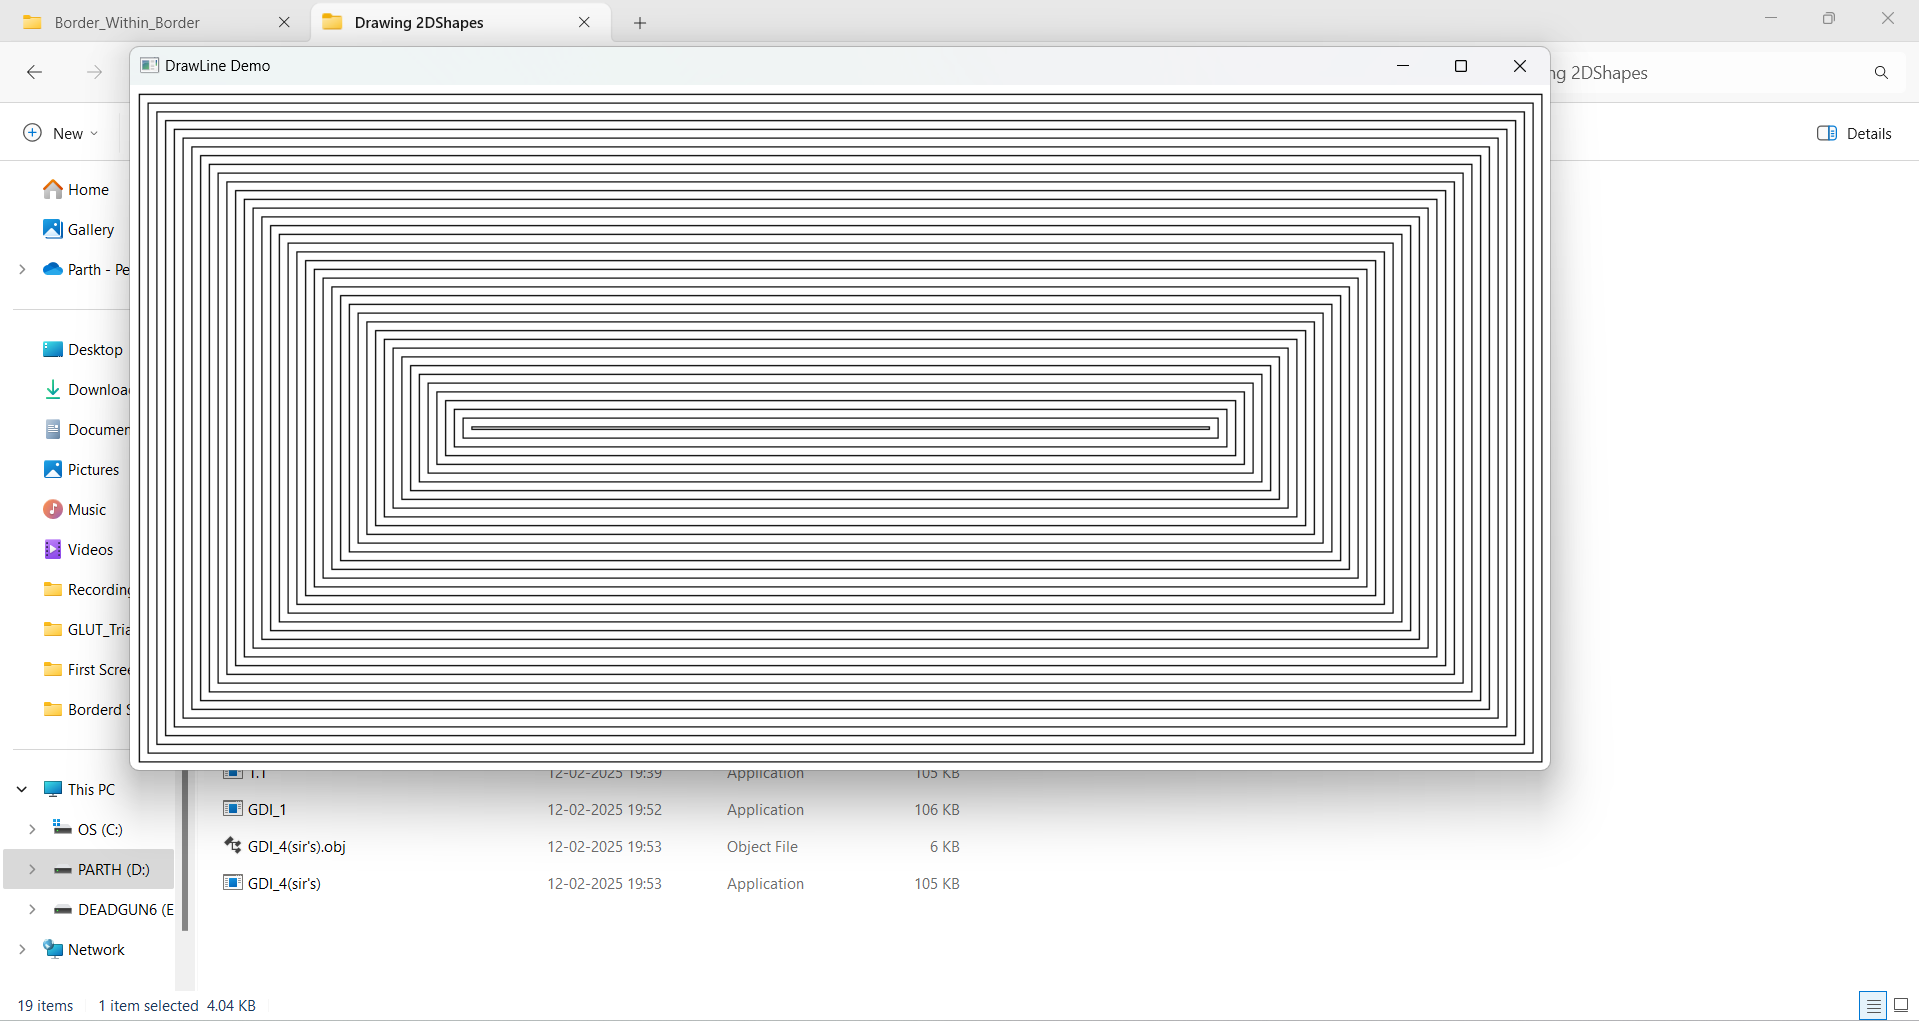 Border_Within_Border
Drawing 2DShapes
DrawLine Demo
ng 2DShapes
New
Details
Home
Gallery
Parth - Pe
Desktop
Downloa
Documen
Pictures
Music
Videos
Recording
GLUT_Tria
First Scree
Borderd S
This PC
OS (C:)
PARTH (D:)
DEADGUN6 (E
Network
1.1 12-02-2025 19:39 Application 105 KB
GDI_1 12-02-2025 19:52 Application 106 KB
GDI_4(sir's).obj 12-02-2025 19:53 Object File 6 KB
GDI_4(sir's) 12-02-2025 19:53 Application 105 KB
19 items 1 item selected 4.04 KB